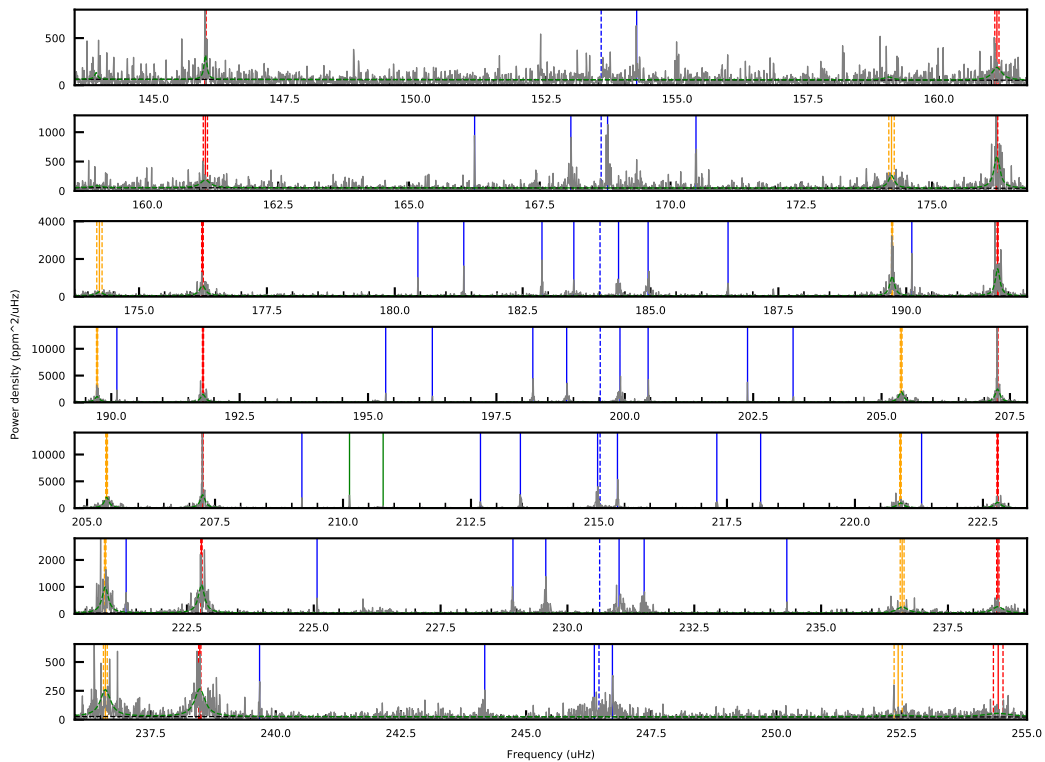 500
0
145.0 147.5 150.0 152.5 155.0 157.5 160.0
1000
500
0
160.0 162.5 165.0 167.5 170.0 172.5 175.0
4000
2000
0
175.0 177.5 180.0 182.5 185.0 187.5 190.0
Power density (ppm^2/uHz)
10000
5000
0
190.0 192.5 195.0 197.5 200.0 202.5 205.0 207.5
10000
5000
0
205.0 207.5 210.0 212.5 215.0 217.5 220.0 222.5
2000
1000
0
222.5 225.0 227.5 230.0 232.5 235.0 237.5
500
250
0
237.5 240.0 242.5 245.0 247.5 250.0 252.5 255.0
Frequency (uHz)